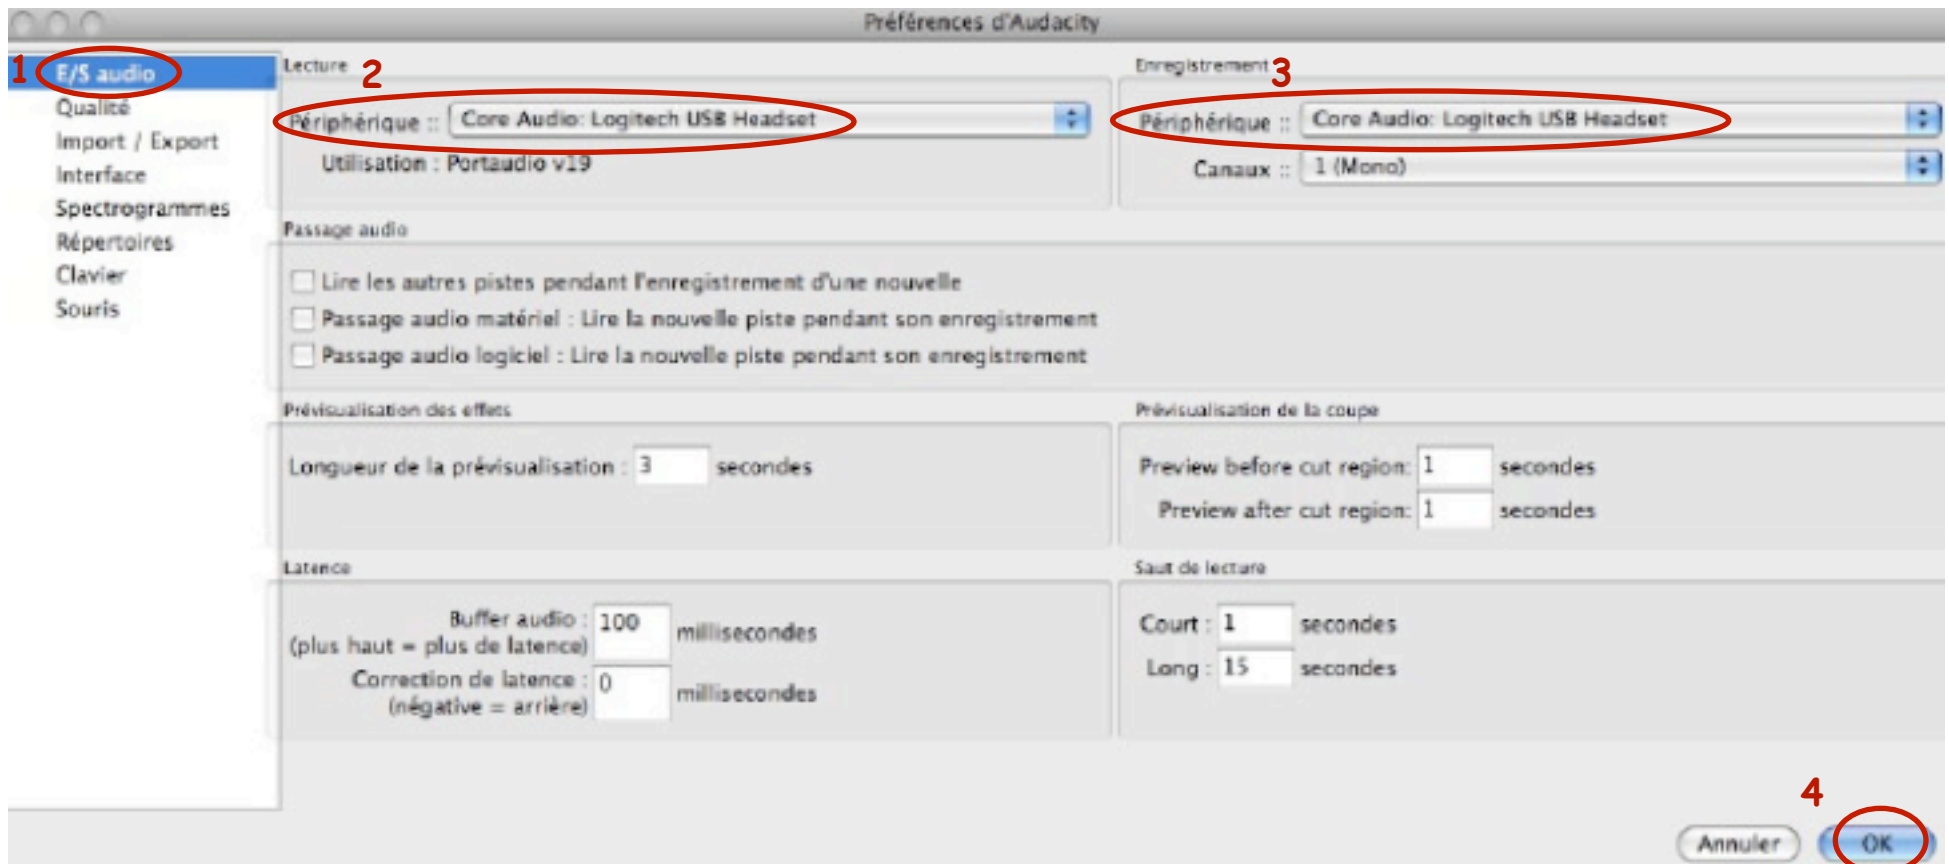 Préférences d'Audacity
1 E/S audio
Qualité
Import / Export
Interface
Spectrogrammes
Répertoires
Clavier
Souris
Lecture 2
Périphérique :: Core Audio: Logitech USB Headset
Utilisation : Portaudio v19
Enregistrement 3
Périphérique :: Core Audio: Logitech USB Headset
Canaux :: 1 (Mono)
Passage audio
Lire les autres pistes pendant l'enregistrement d'une nouvelle
Passage audio matériel : Lire la nouvelle piste pendant son enregistrement
Passage audio logiciel : Lire la nouvelle piste pendant son enregistrement
Prévisualisation des effets
Longueur de la prévisualisation : 3 secondes
Prévisualisation de la coupe
Preview before cut region: 1 secondes
Preview after cut region: 1 secondes
Latence
Buffer audio : 100 millisecondes
(plus haut = plus de latence)
Correction de latence : 0 millisecondes
(négative = arrière)
Saut de lecture
Court : 1 secondes
Long : 15 secondes
4
Annuler OK